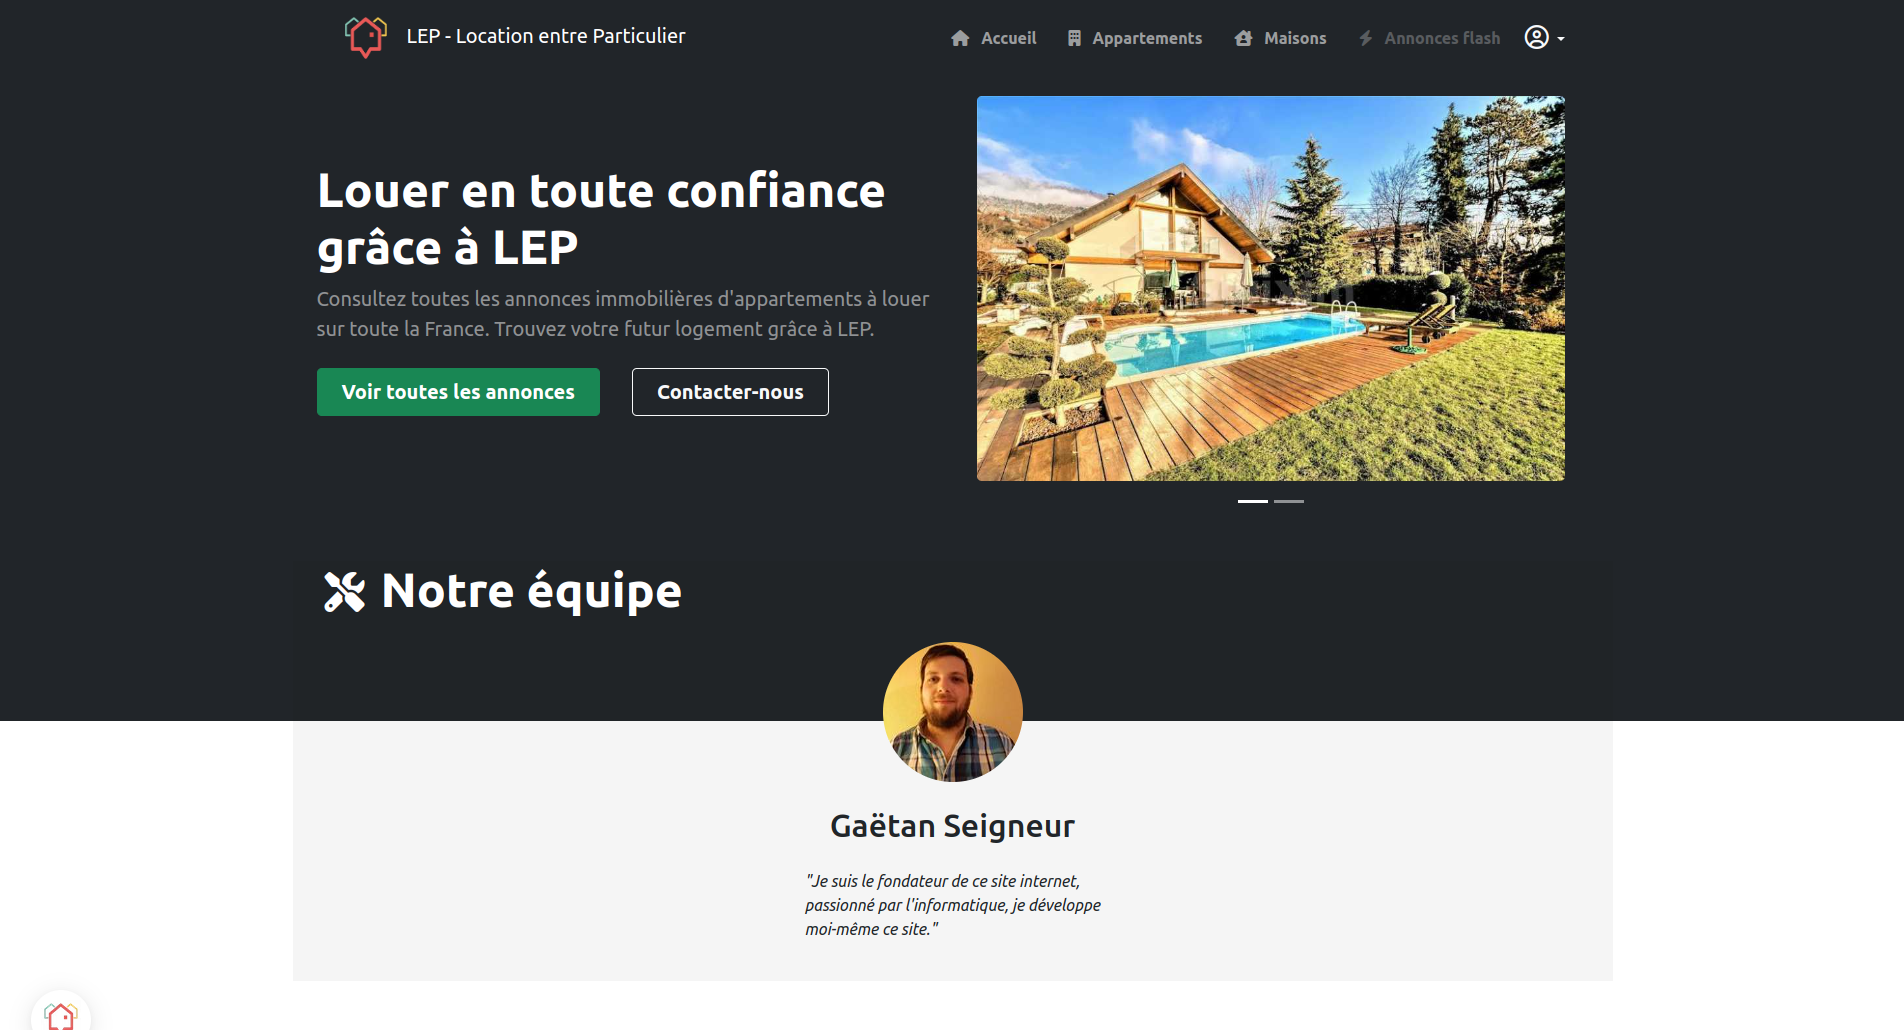 LEP - Location entre Particulier
Accueil
Appartements
Maisons
Annonces flash
Louer en toute confiance
grâce à LEP
Consultez toutes les annonces immobilières d'appartements à louer
sur toute la France. Trouvez votre futur logement grâce à LEP.
Voir toutes les annonces
Contacter-nous
Notre équipe
Gaëtan Seigneur
"Je suis le fondateur de ce site internet,
passionné par l'informatique, je développe
moi-même ce site."